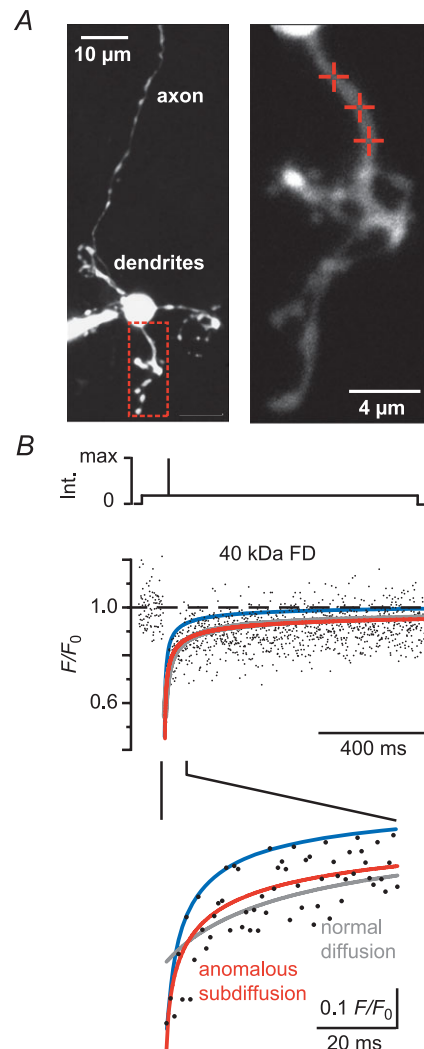 A
10 µm
axon
dendrites
4 µm
B
max
Int.
0
40 kDa FD
1.0
F/F0
0.6
400 ms
normal
diffusion
anomalous
subdiffusion
0.1 F/F0
20 ms